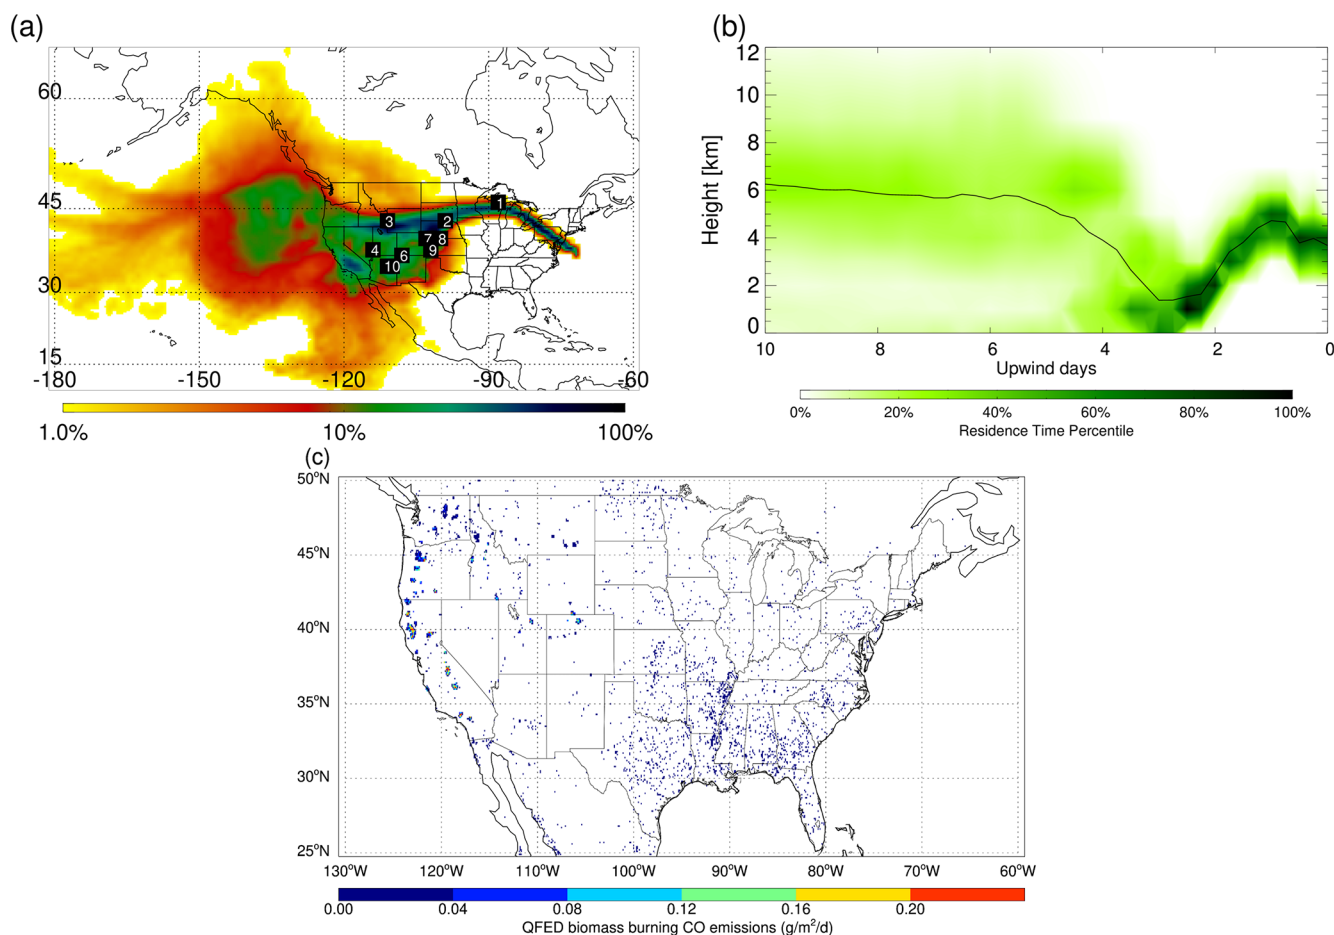 (a)
60
45
30
15
-180 -150 -120 -90 -60
1
3 2
7 8
4 6 9
10
1.0% 10% 100%
(b)
Height [km]
12
10
8
6
4
2
0
10 8 6 4 2 0
Upwind days
0% 20% 40% 60% 80% 100%
Residence Time Percentile
(c)
50°N
45°N
40°N
35°N
30°N
25°N
130°W 120°W 110°W 100°W 90°W 80°W 70°W 60°W
0.00 0.04 0.08 0.12 0.16 0.20
QFED biomass burning CO emissions (g/m²/d)